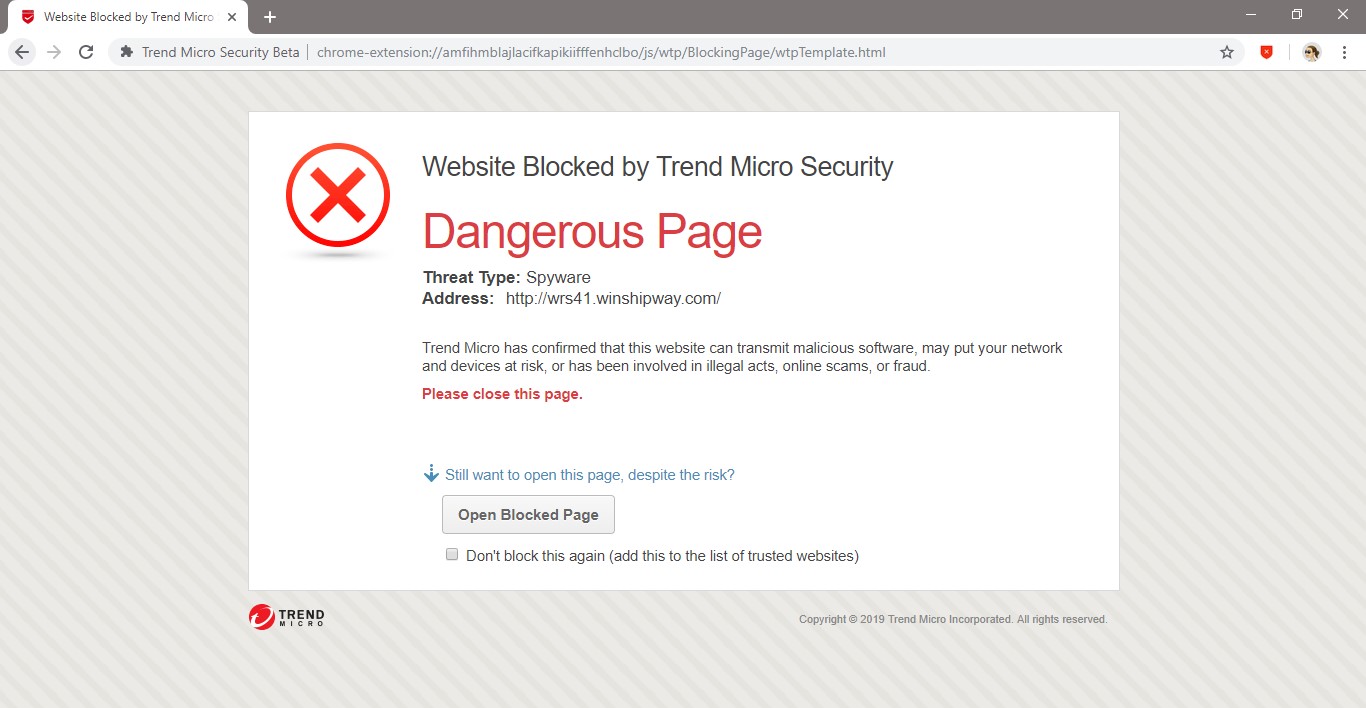 Website Blocked by Trend Micro
Trend Micro Security Beta
chrome-extension://amfihmblajlacifkapikiifffenhclbo/js/wtp/BlockingPage/wtpTemplate.html
Website Blocked by Trend Micro Security
Dangerous Page
Threat Type: Spyware
Address: http://wrs41.winshipway.com/
Trend Micro has confirmed that this website can transmit malicious software, may put your network
and devices at risk, or has been involved in illegal acts, online scams, or fraud.
Please close this page.
Still want to open this page, despite the risk?
Open Blocked Page
Don't block this again (add this to the list of trusted websites)
TREND
MICRO
Copyright © 2019 Trend Micro Incorporated. All rights reserved.